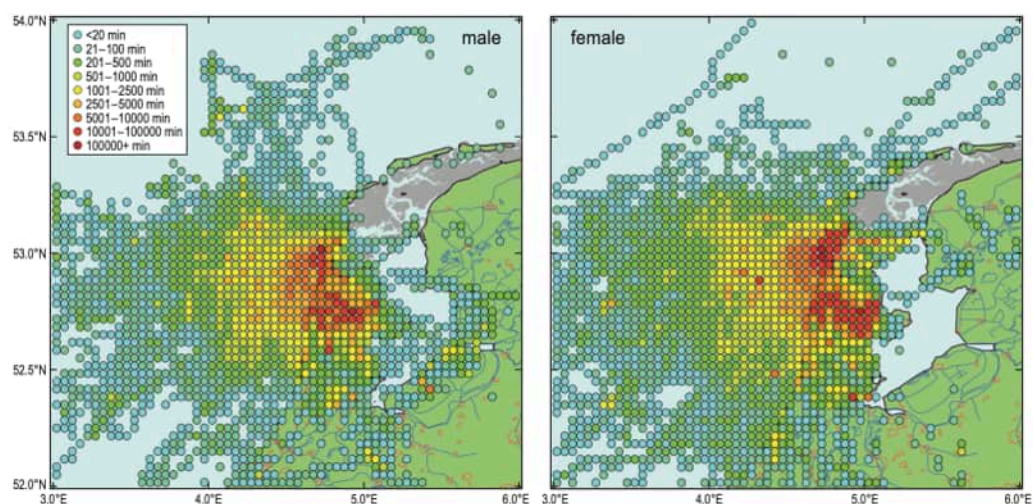 54.0°N
male
female
<20 min
21–100 min
201–500 min
501–1000 min
1001–2500 min
2501–5000 min
5001–10000 min
10001–100000 min
100000+ min
53.5°N
53.0°N
52.5°N
52.0°N
3.0°E 4.0°E 5.0°E 6.0°E 3.0°E 4.0°E 5.0°E 6.0°E